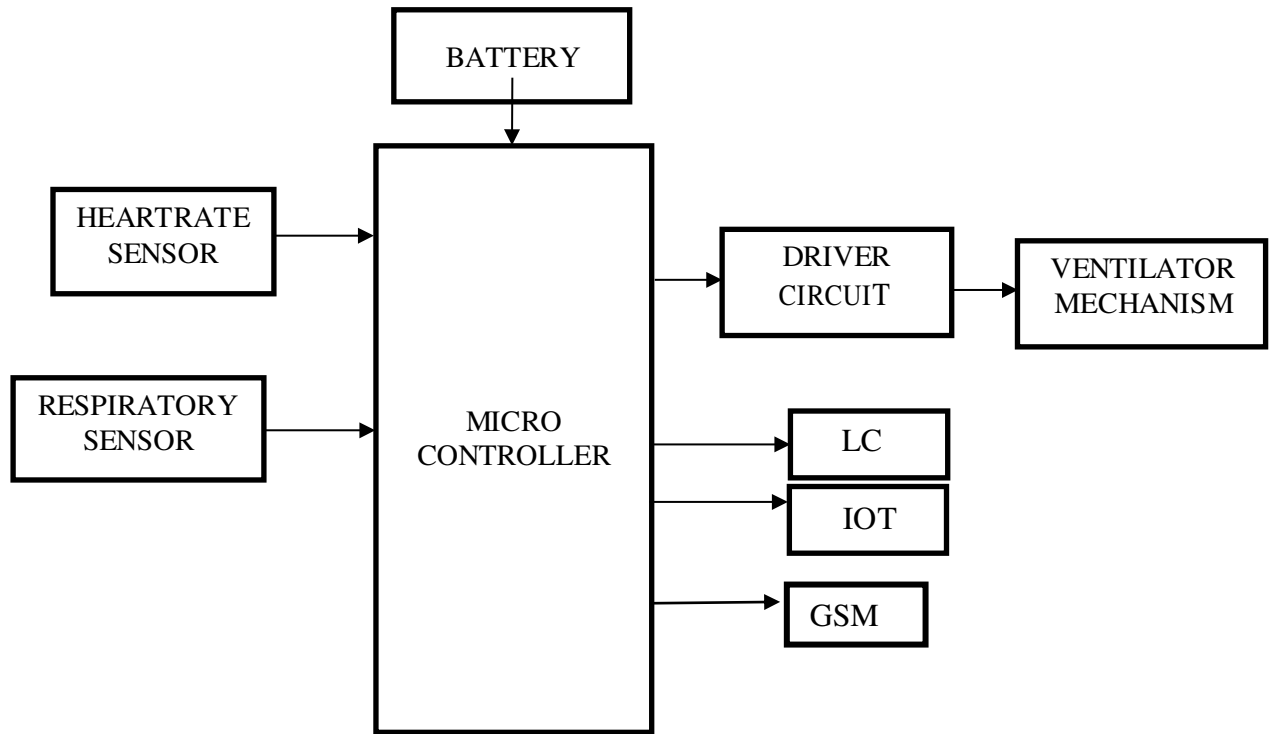 BATTERY
HEARTRATE
SENSOR
DRIVER
CIRCUIT
VENTILATOR
MECHANISM
RESPIRATORY
SENSOR
MICRO
CONTROLLER
LC
IOT
GSM